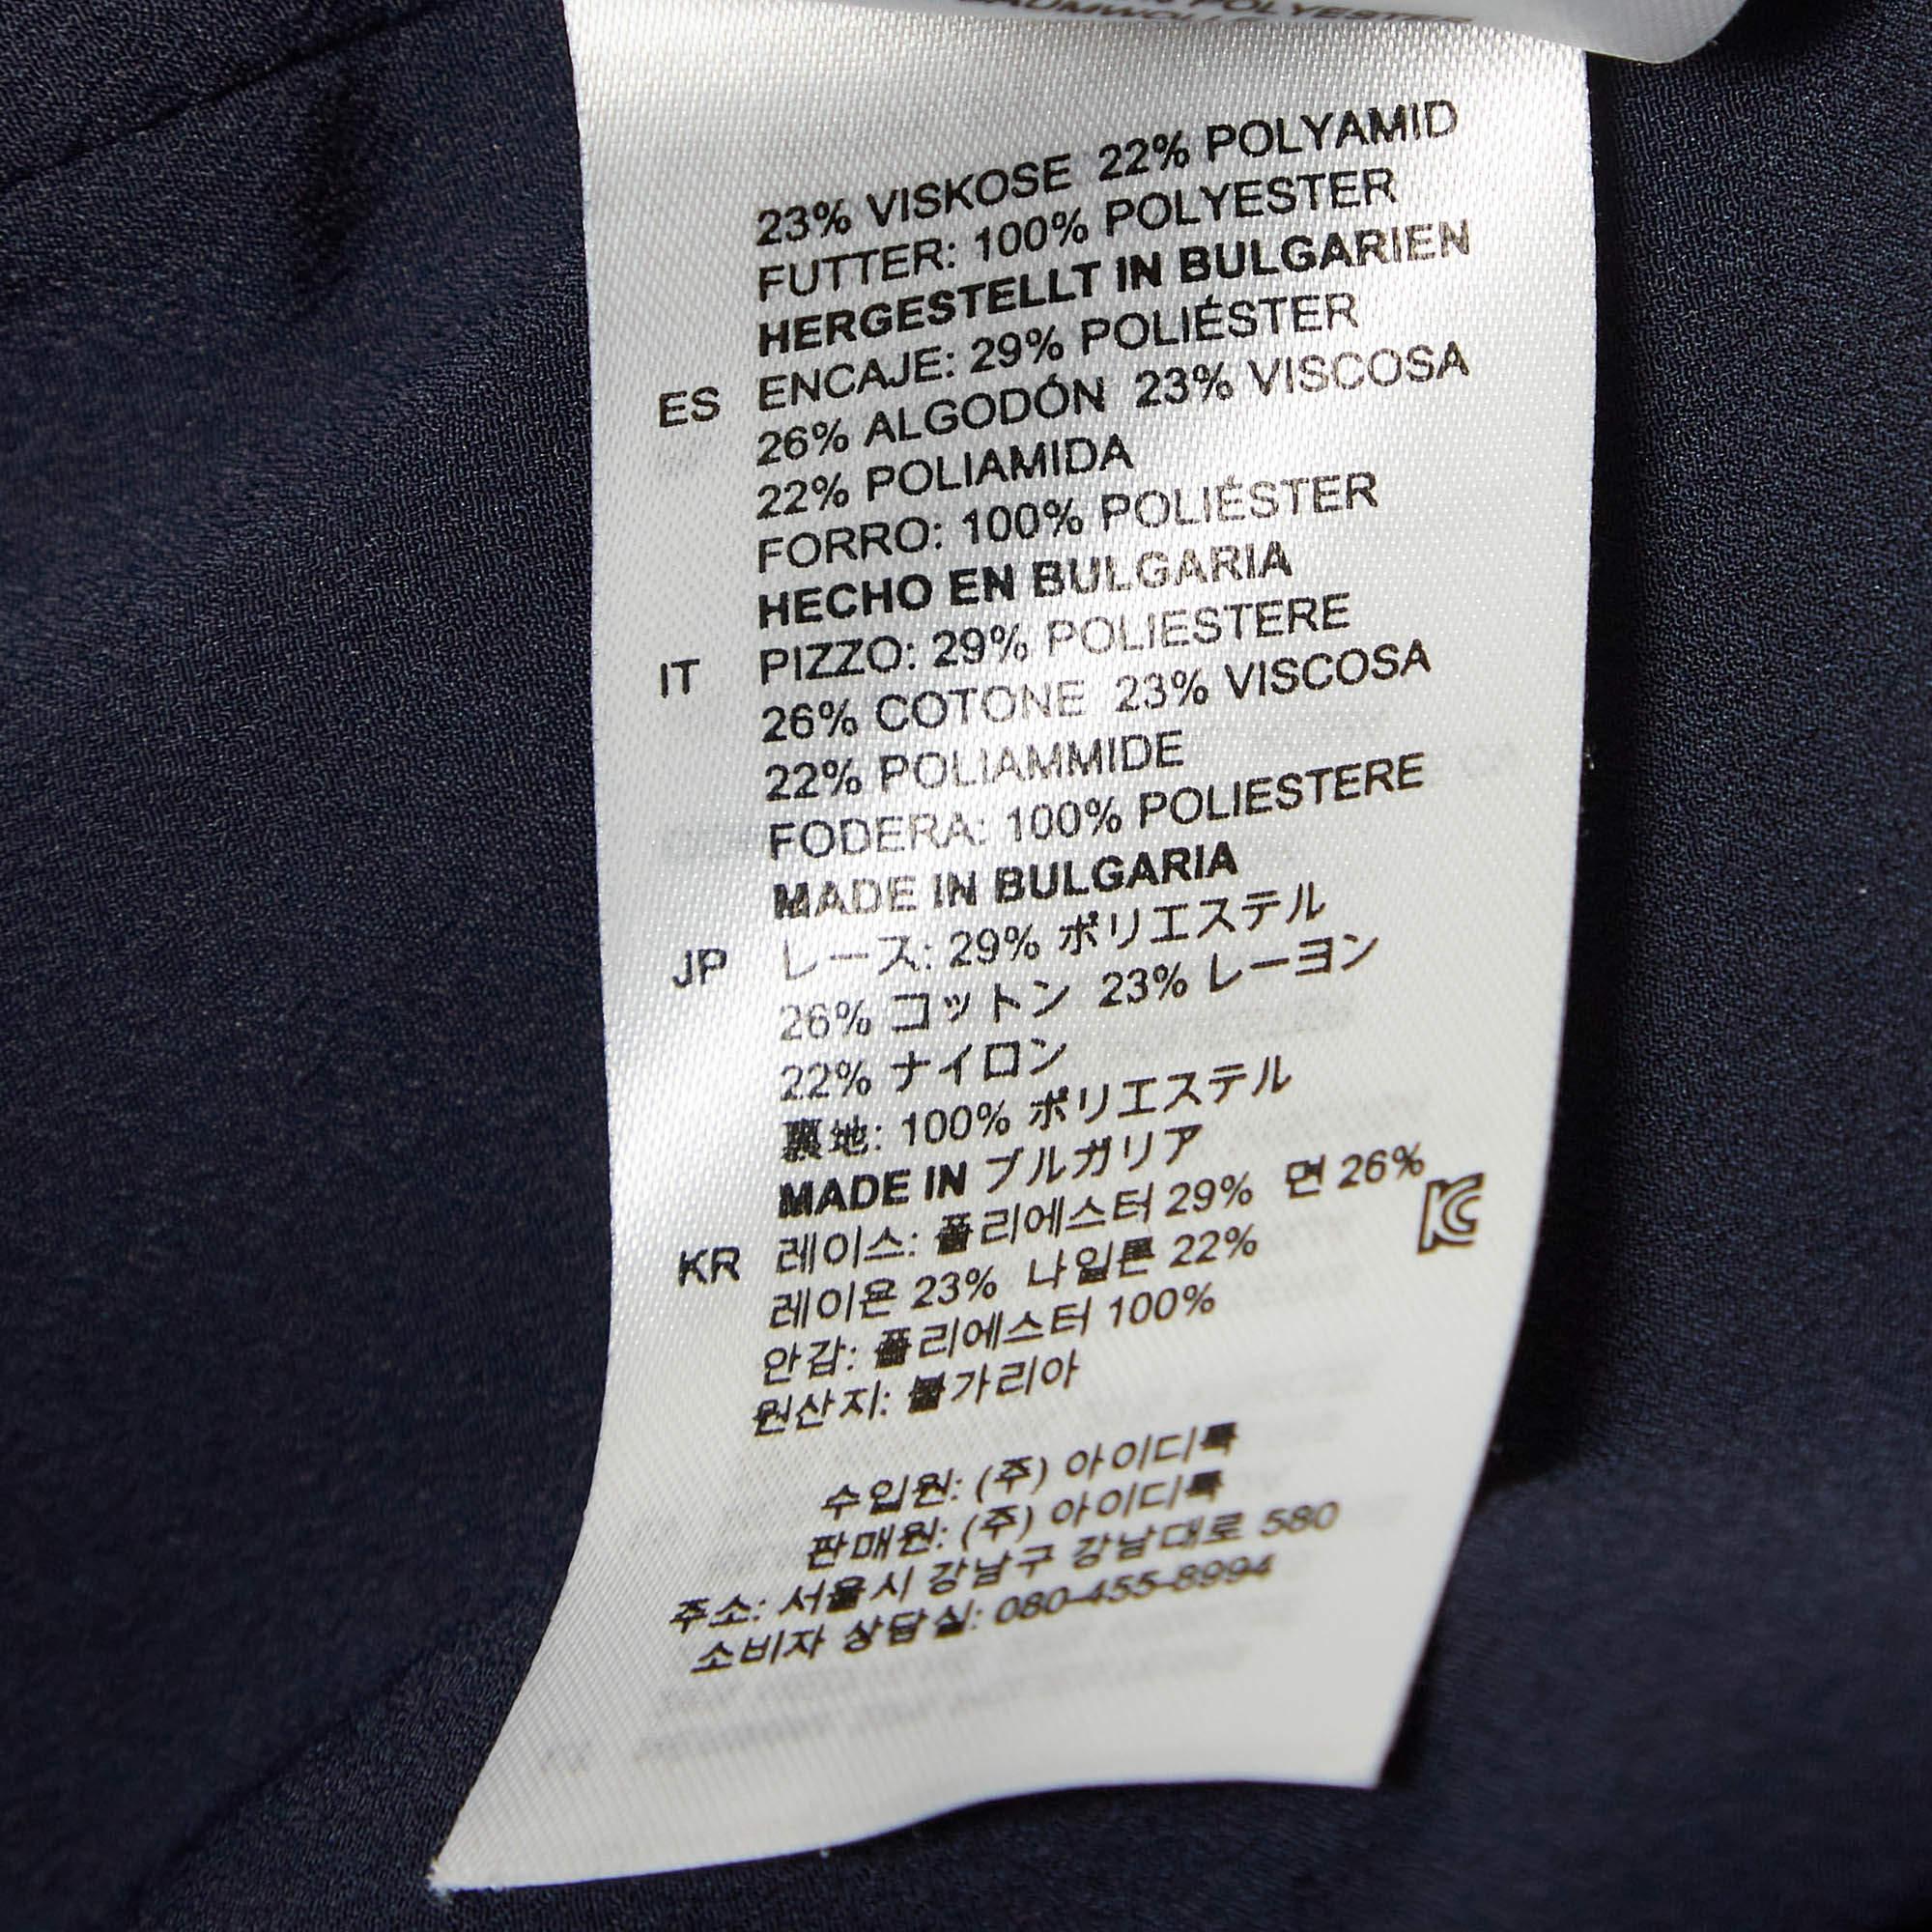 POLYESTER
BAUMWOLLE
23% VISKOSE 22% POLYAMID
FUTTER: 100% POLYESTER
HERGESTELLT IN BULGARIEN
ES ENCAJE: 29% POLIÉSTER
26% ALGODÓN 23% VISCOSA
22% POLIAMIDA
FORRO: 100% POLIÉSTER
HECHO EN BULGARIA
IT PIZZO: 29% POLIESTERE
26% COTONE 23% VISCOSA
22% POLIAMMIDE
FODERA: 100% POLIESTERE
MADE IN BULGARIA
JP レース: 29% ポリエステル
26% コットン 23% レーヨン
22% ナイロン
裏地: 100% ポリエステル
MADE IN ブルガリア
KR 레이스: 폴리에스터 29% 면 26%
레이욘 23% 나일론 22%
안감: 폴리에스터 100%
원산지: 불가리아
수입원: (주) 아이디룩
판매원: (주) 아이디룩
주소: 서울시 강남구 강남대로 580
소비자 상담실: 080-455-8994